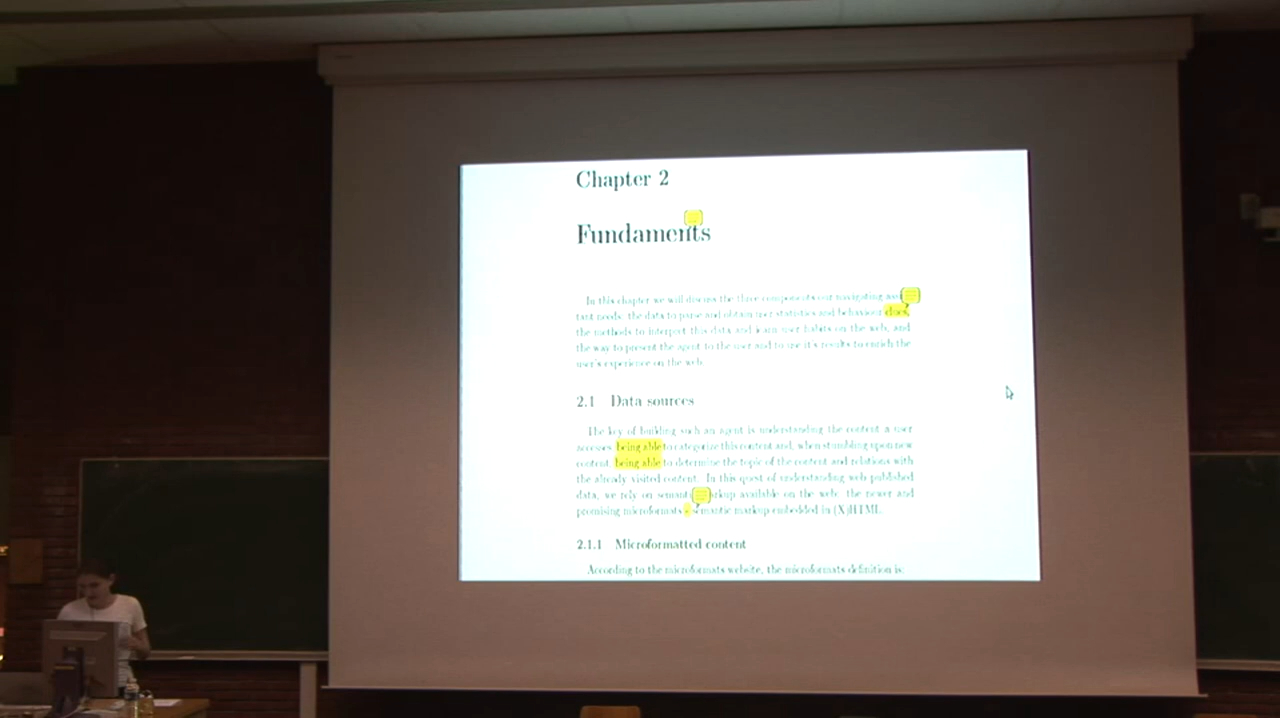 Chapter 2
Fundaments
In this chapter we will discuss the three components our navigating assis
tant needs: the data to parse and obtain user statistics and behaviour clues,
the methods to interpret this data and learn user habits on the web, and
the way to present the agent to the user and to use it's results to enrich the
user's experience on the web.
2.1 Data sources
The key of building such an agent is understanding the content a user
accesses being able to categorize this content and, when stumbling upon new
content being able to determine the topic of the content and relations with
the already visited content. In this quest of understanding web published
data, we rely on semanti rkup available on the web: the newer and
promising microformats - semantic markup embedded in (X)HTML.
2.1.1 Microformatted content
According to the microformats website, the microformats definition is: